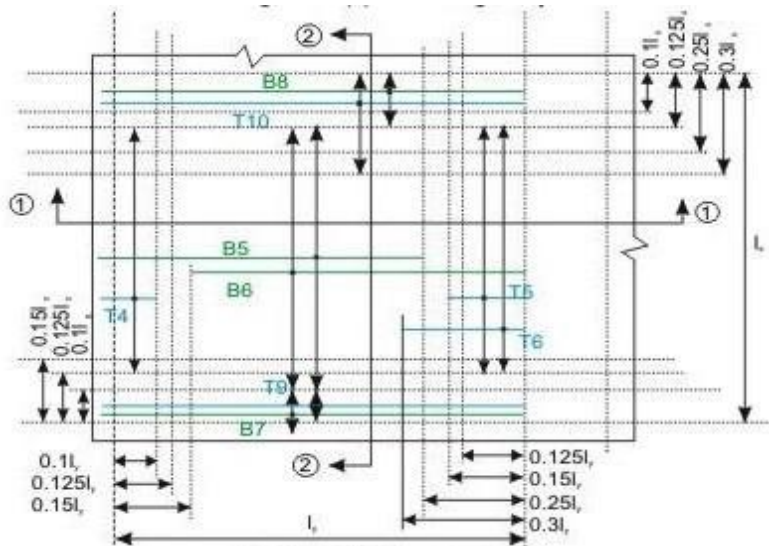 ②
0.1l,
0.125l,
0.25l,
0.3l,
B8
T10
①
①
B5
l,
B6
T5
T4
T6
0.15l,
0.125l,
0.1l,
T9
B7
②
0.1l,
0.125l,
0.15l,
0.125l,
0.15l,
0.25l,
0.3l,
l,